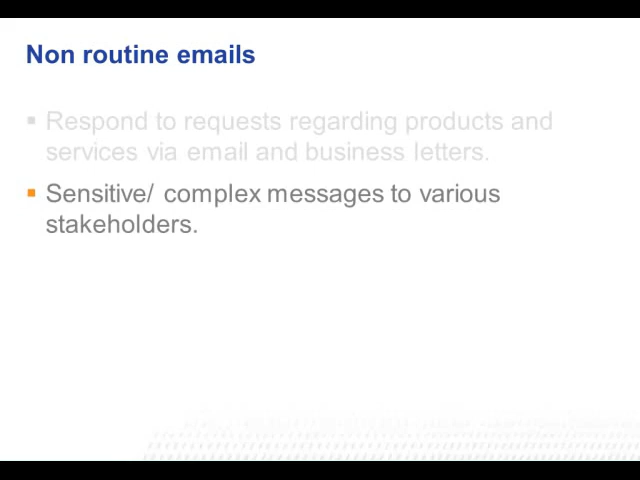 Non routine emails
Respond to requests regarding products and
services via email and business letters.
Sensitive/ complex messages to various
stakeholders.